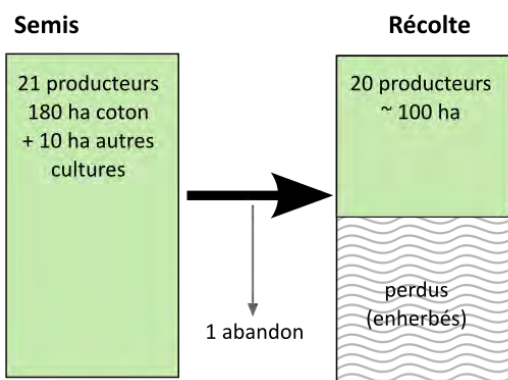 Semis
21 producteurs
180 ha coton
+ 10 ha autres
cultures
1 abandon
Récolte
20 producteurs
~ 100 ha
perdus
(enherbés)